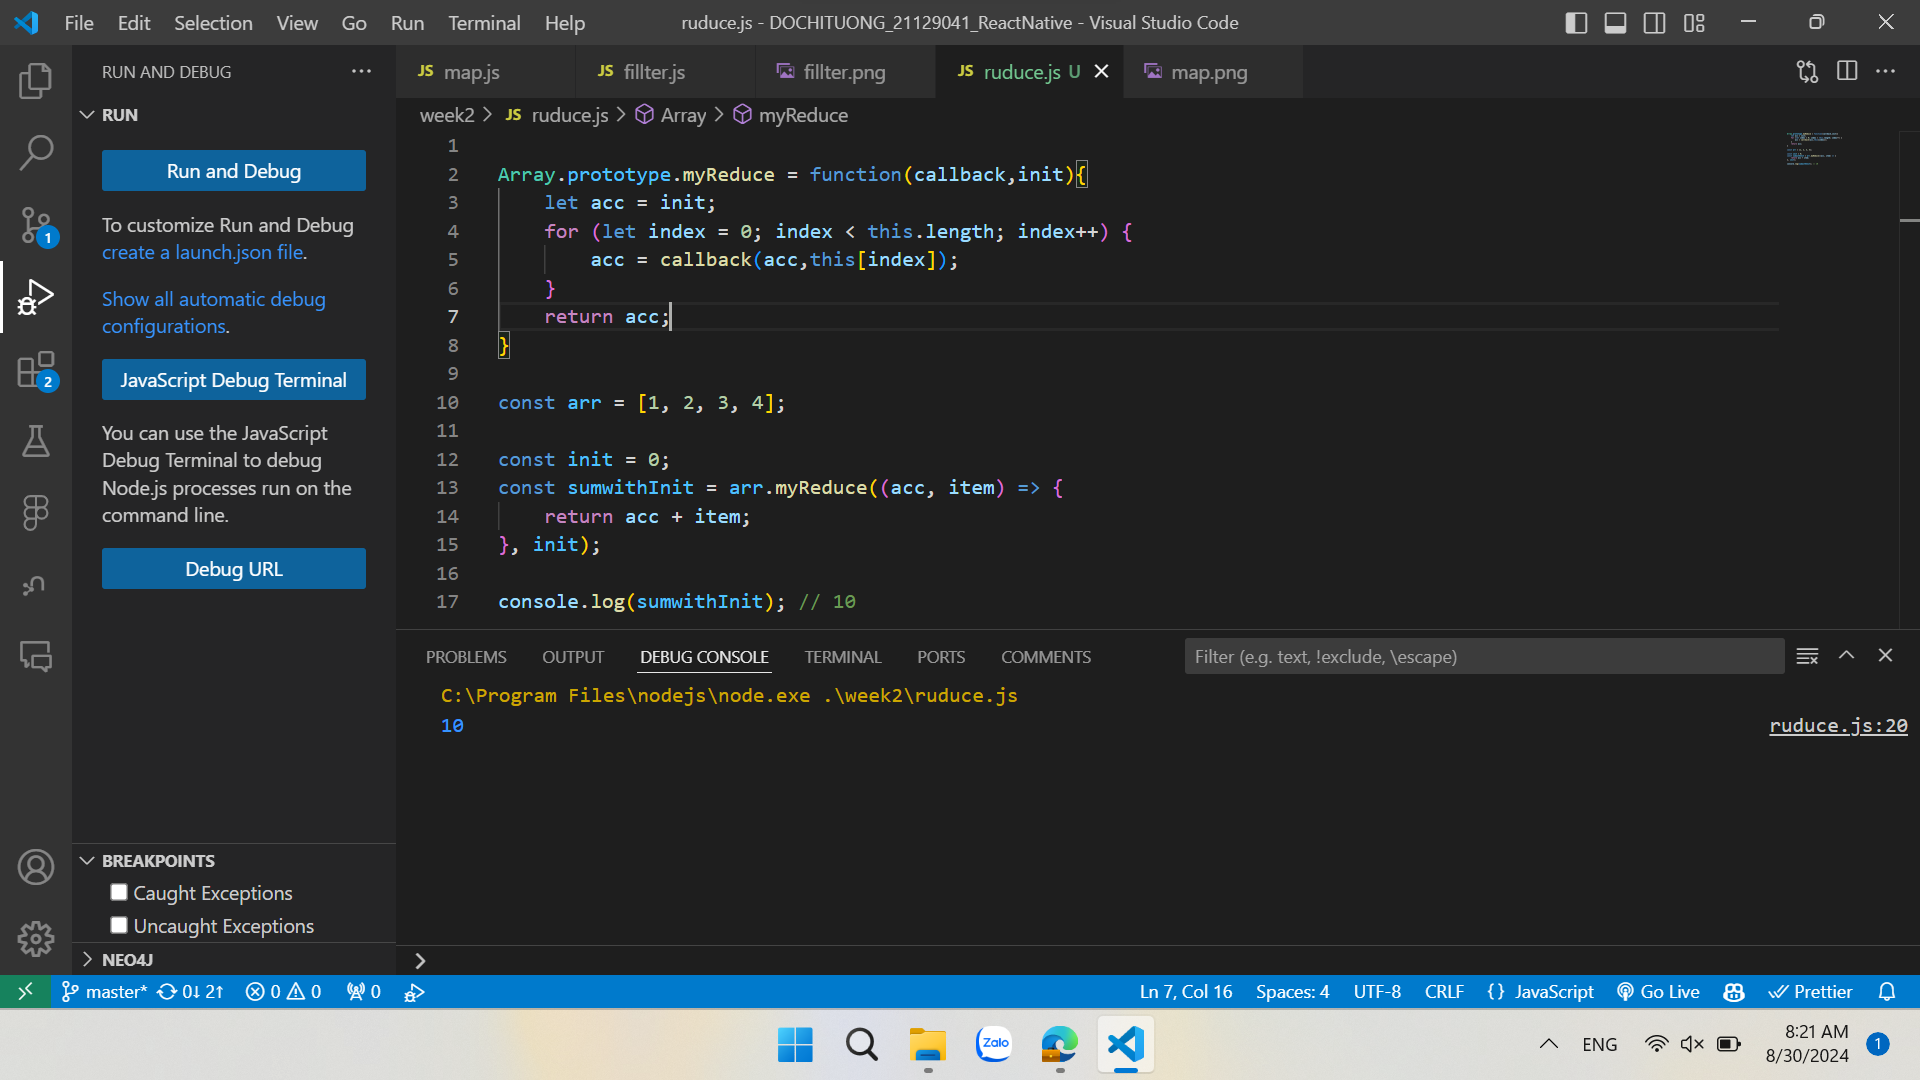 File Edit Selection View Go Run Terminal Help
ruduce.js - DOCHITUONG_21129041_ReactNative - Visual Studio Code
RUN AND DEBUG
RUN
Run and Debug
To customize Run and Debug
create a launch.json file.
Show all automatic debug
configurations.
JavaScript Debug Terminal
You can use the JavaScript
Debug Terminal to debug
Node.js processes run on the
command line.
Debug URL
BREAKPOINTS
Caught Exceptions
Uncaught Exceptions
NEO4J
1
2
JS map.js JS fillter.js fillter.png JS ruduce.js U map.png
week2 > JS ruduce.js > Array > myReduce
1
2 Array.prototype.myReduce = function(callback,init){
3 let acc = init;
4 for (let index = 0; index < this.length; index++) {
5 acc = callback(acc,this[index]);
6 }
7 return acc;
8 }
9
10 const arr = [1, 2, 3, 4];
11
12 const init = 0;
13 const sumwithInit = arr.myReduce((acc, item) => {
14 return acc + item;
15 }, init);
16
17 console.log(sumwithInit); // 10
PROBLEMS OUTPUT DEBUG CONSOLE TERMINAL PORTS COMMENTS
Filter (e.g. text, !exclude, \escape)
C:\Program Files\nodejs\node.exe .\week2\ruduce.js
10 ruduce.js:20
>
master* 0↓ 2↑ 0 0 0 Ln 7, Col 16 Spaces: 4 UTF-8 CRLF {} JavaScript Go Live Prettier
Zalo
ENG
8:21 AM
8/30/2024
1